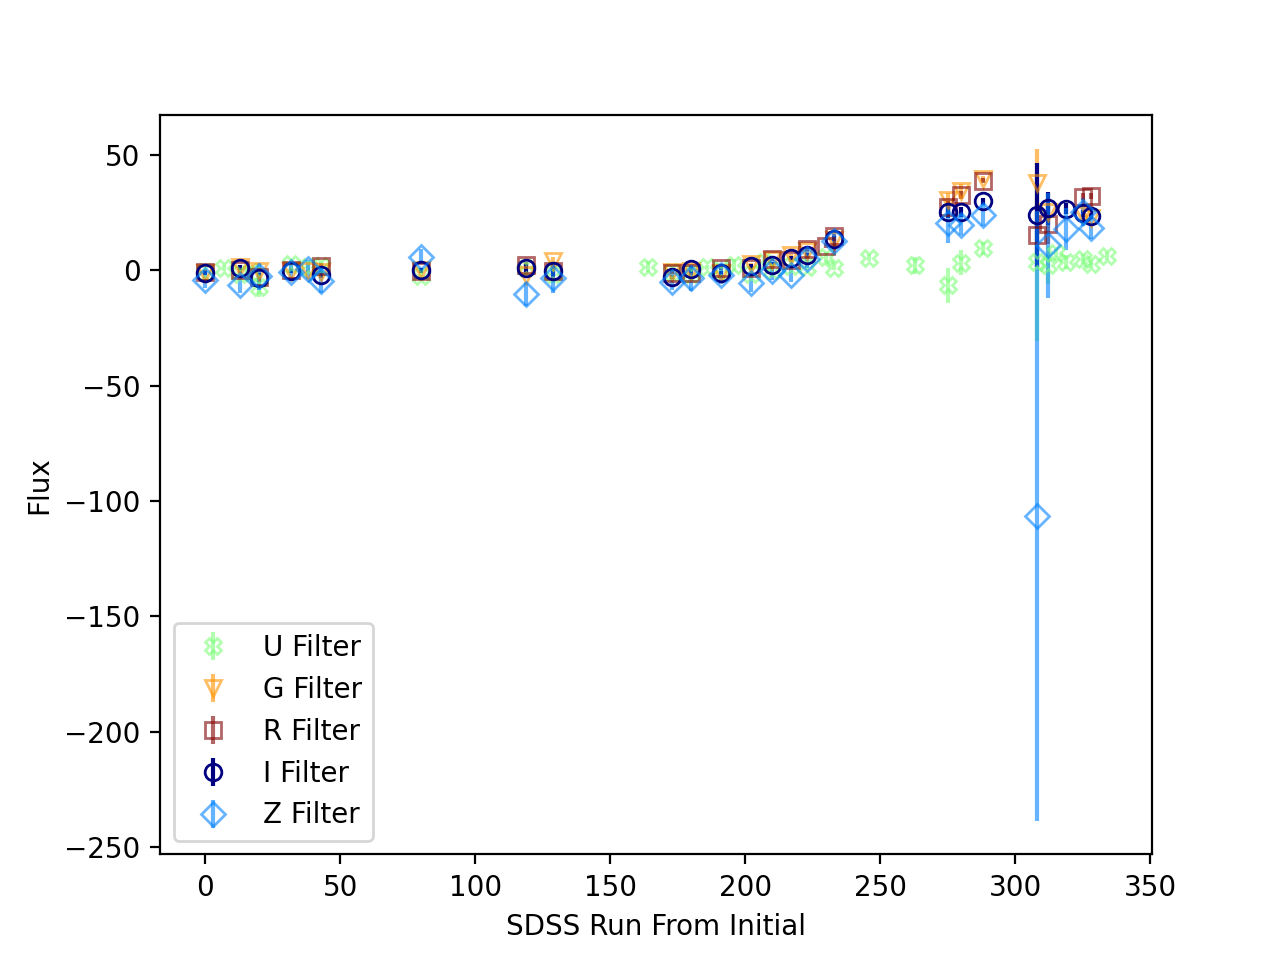 50
0
−50
−100
−150
−200
−250
Flux
U Filter
G Filter
R Filter
I Filter
Z Filter
0 50 100 150 200 250 300 350
SDSS Run From Initial